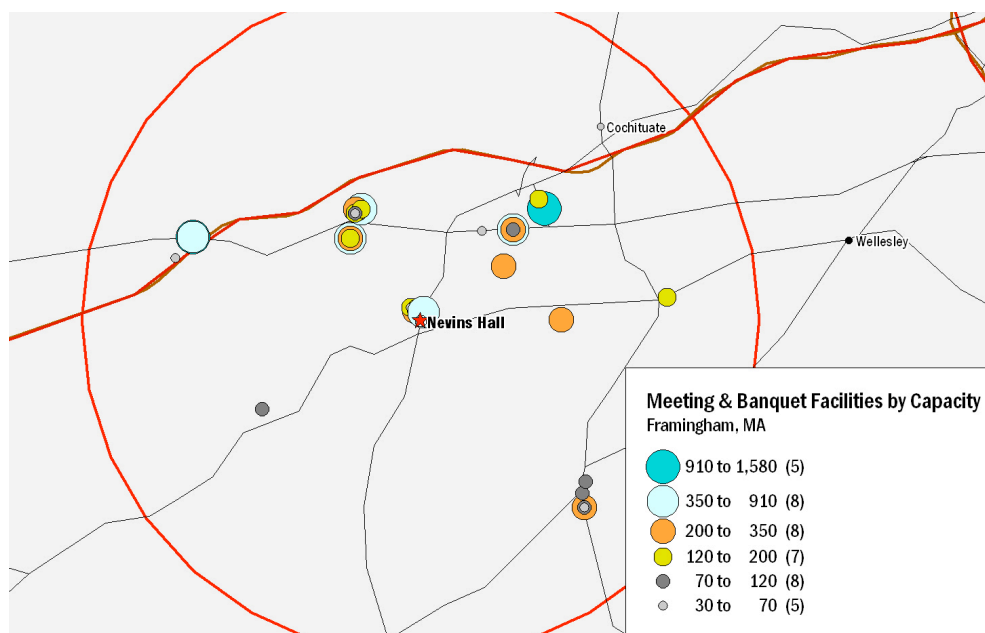 Cochituate
Wellesley
Nevins Hall
Meeting & Banquet Facilities by Capacity
Framingham, MA
910 to 1,580 (5)
350 to 910 (8)
200 to 350 (8)
120 to 200 (7)
70 to 120 (8)
30 to 70 (5)